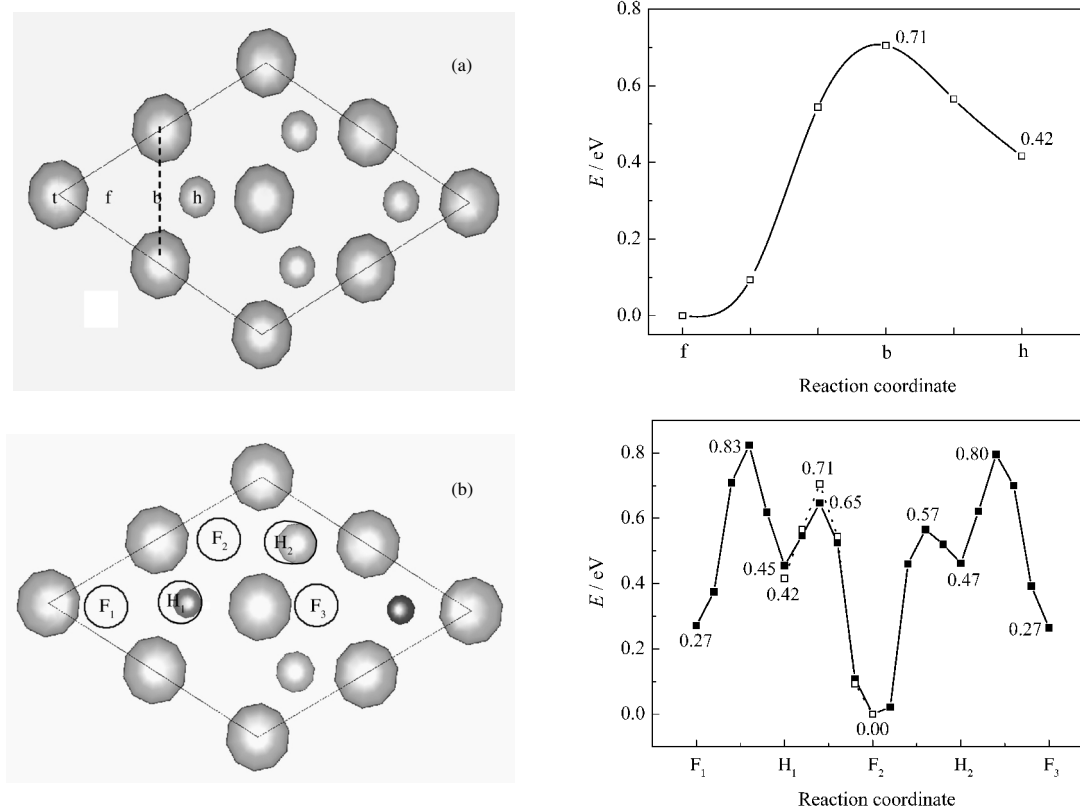 (a)
t f b h
0.8
0.6
0.4
0.2
0.0
E / eV
0.71
0.42
f b h
Reaction coordinate
(b)
F2 H2
F1 H1 F3
0.8
0.6
0.4
0.2
0.0
E / eV
0.83
0.71
0.80
0.65
0.57
0.45
0.42
0.47
0.27
0.27
0.00
F1 H1 F2 H2 F3
Reaction coordinate